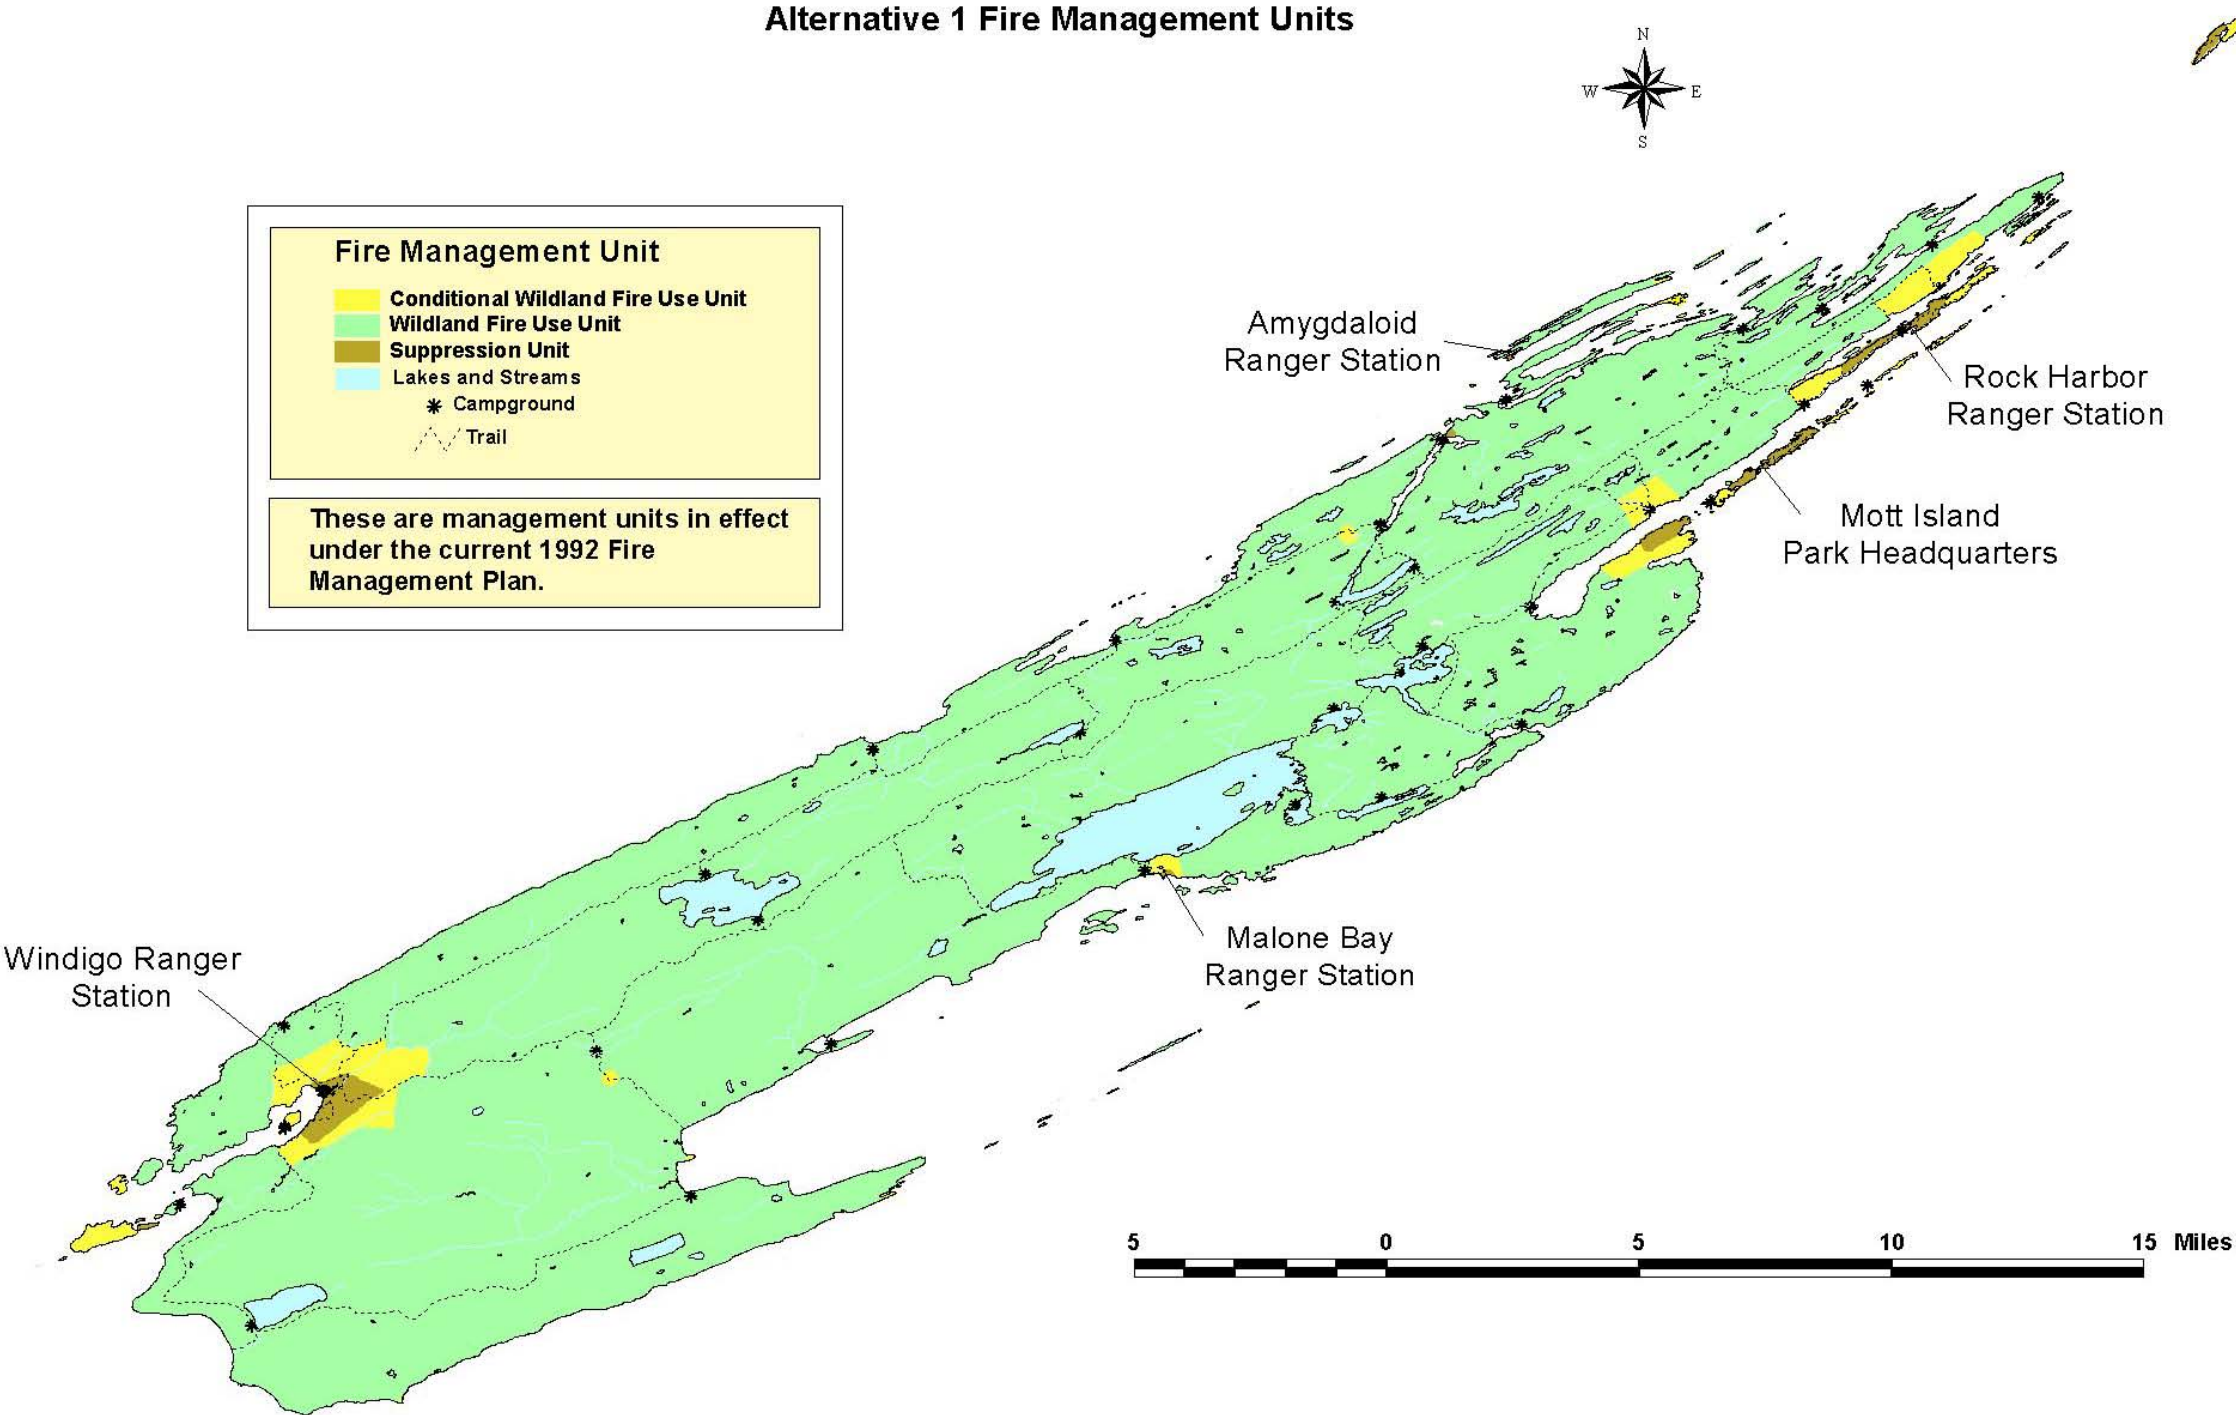 Alternative 1 Fire Management Units
N
W
E
S
Fire Management Unit
Conditional Wildland Fire Use Unit
Wildland Fire Use Unit
Suppression Unit
Lakes and Streams
Campground
Trail
These are management units in effect
under the current 1992 Fire
Management Plan.
Amygdaloid
Ranger Station
Rock Harbor
Ranger Station
Mott Island
Park Headquarters
Malone Bay
Ranger Station
Windigo Ranger
Station
5 0 5 10 15 Miles